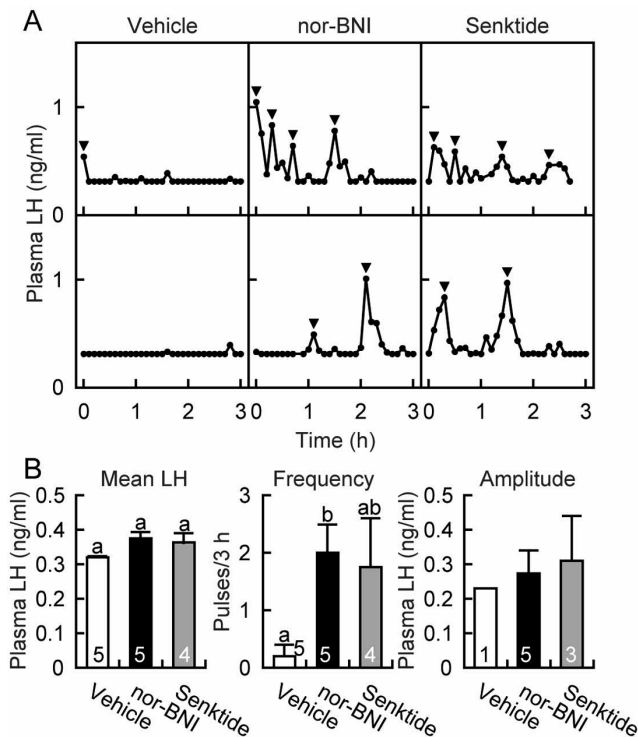 A
Vehicle nor-BNI Senktide
Plasma LH (ng/ml)
1
0
1
0
0 1 2 3 0 1 2 3 0 1 2 3
Time (h)
B
Mean LH Frequency Amplitude
Plasma LH (ng/ml)
0.5
0.4
0.3
0.2
0.1
0
a a a
5 5 4
Vehicle nor-BNI Senktide
Pulses/3 h
3
2
1
0
a b ab
5 5 4
Vehicle nor-BNI Senktide
Plasma LH (ng/ml)
0.5
0.4
0.3
0.2
0.1
0
1 5 3
Vehicle nor-BNI Senktide